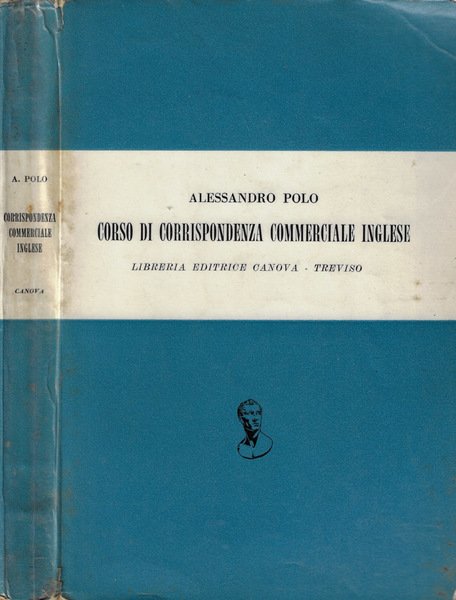 A. POLO
CORRISPONDENZA
COMMERCIALE
INGLESE
CANOVA
ALESSANDRO POLO
CORSO DI CORRISPONDENZA COMMERCIALE INGLESE
LIBRERIA EDITRICE CANOVA - TREVISO